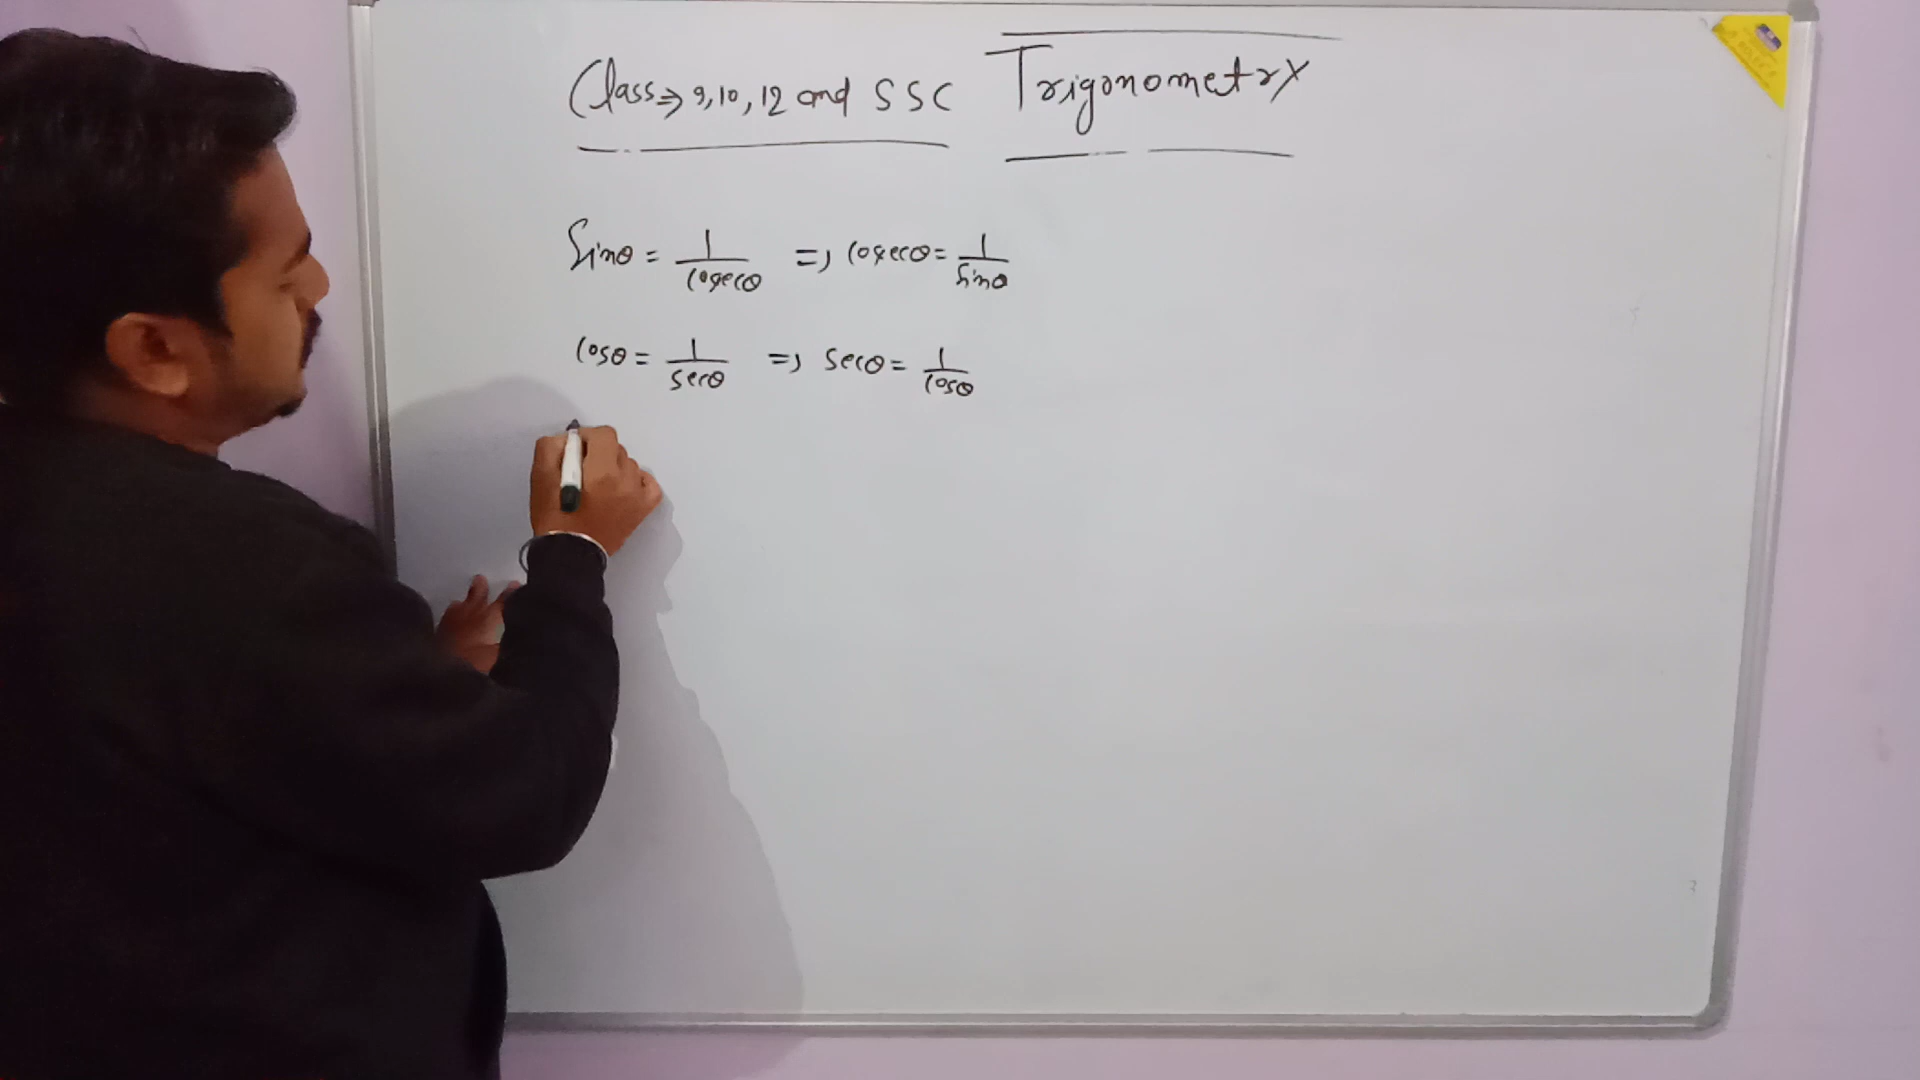 Class⇒ 9,10,12 and SSC Trigonometry
Sinθ = 1/Cosecθ ⇒ Cosecθ = 1/Sinθ
Cosθ = 1/Secθ ⇒ Secθ = 1/Cosθ